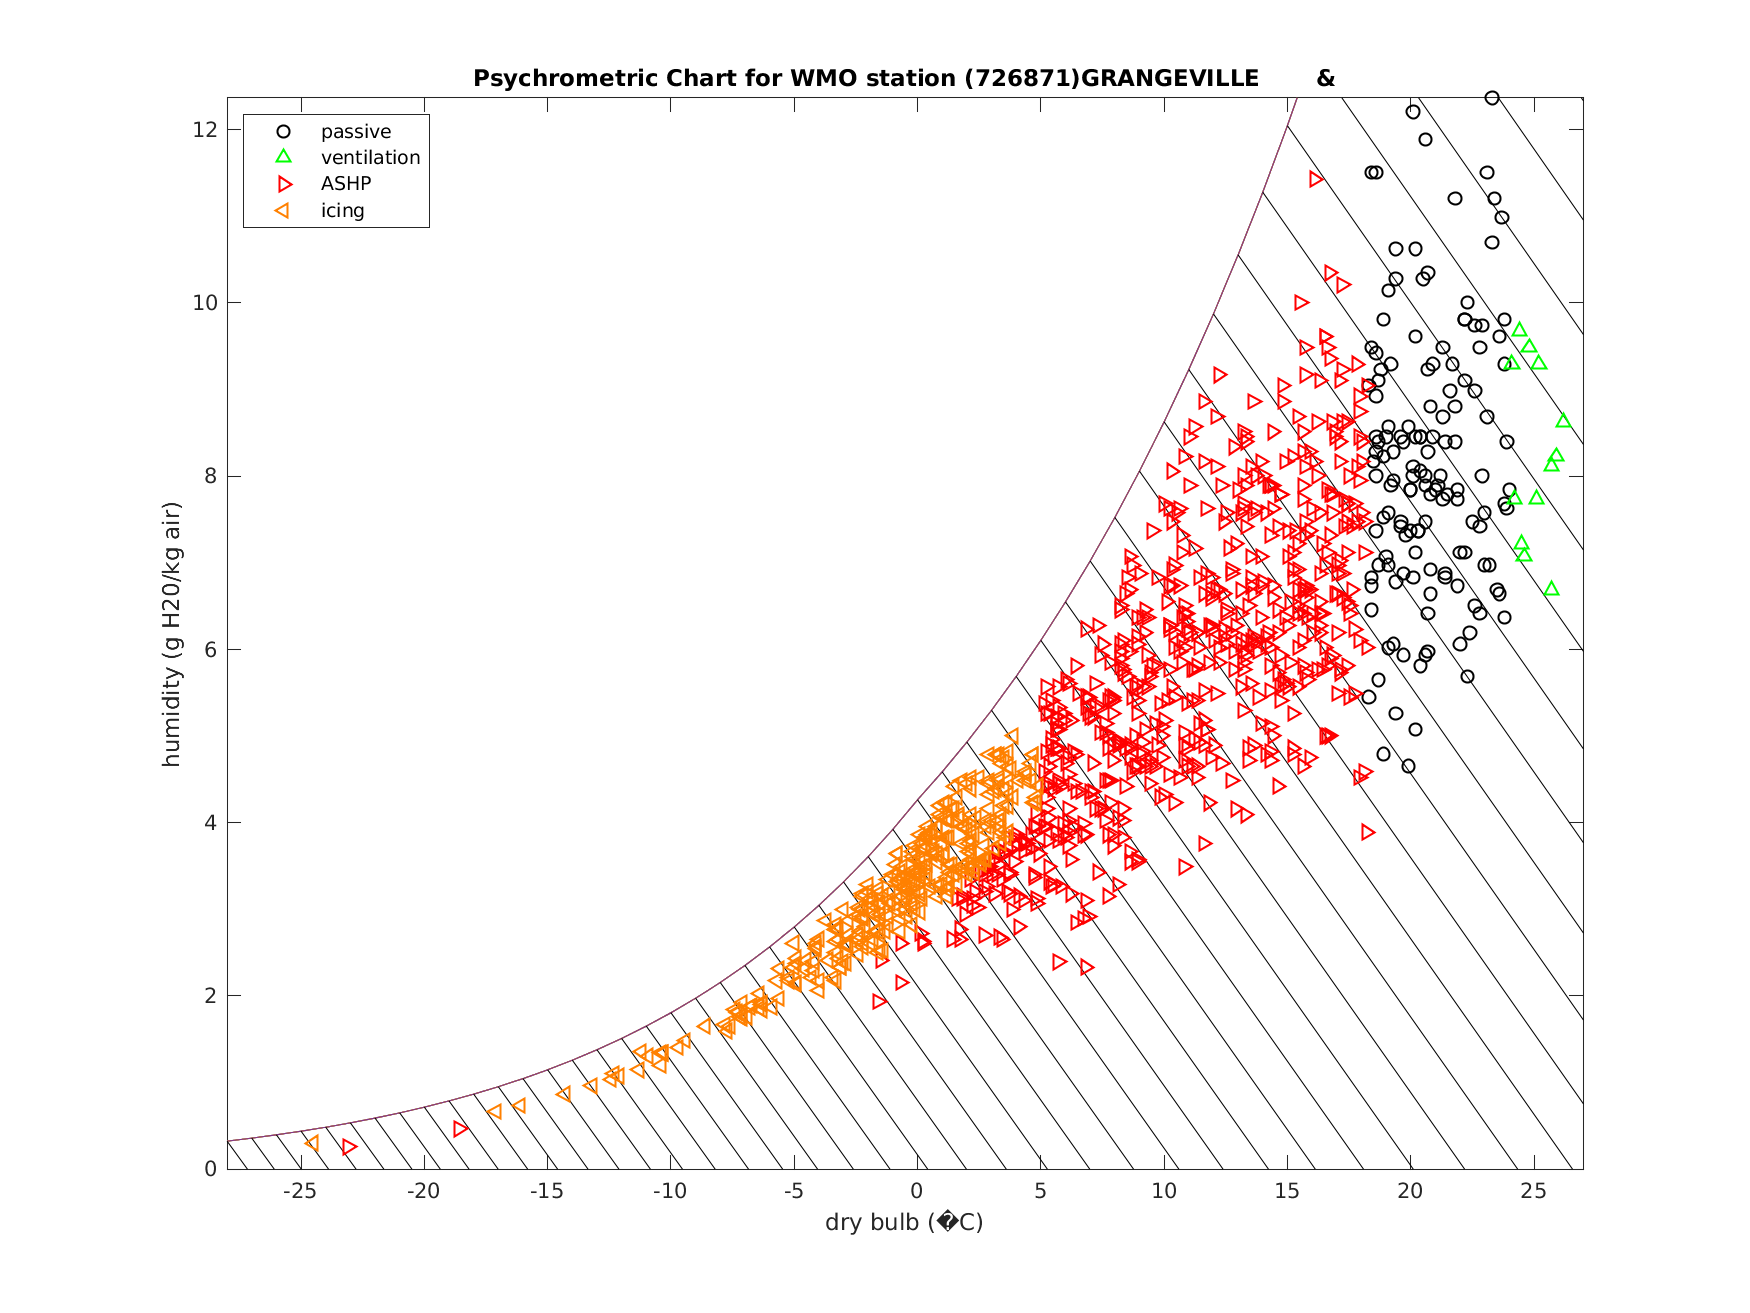 Psychrometric Chart for WMO station (726871)GRANGEVILLE &
passive
ventilation
ASHP
icing
humidity (g H20/kg air)
12
10
8
6
4
2
0
-25 -20 -15 -10 -5 0 5 10 15 20 25
dry bulb (�C)